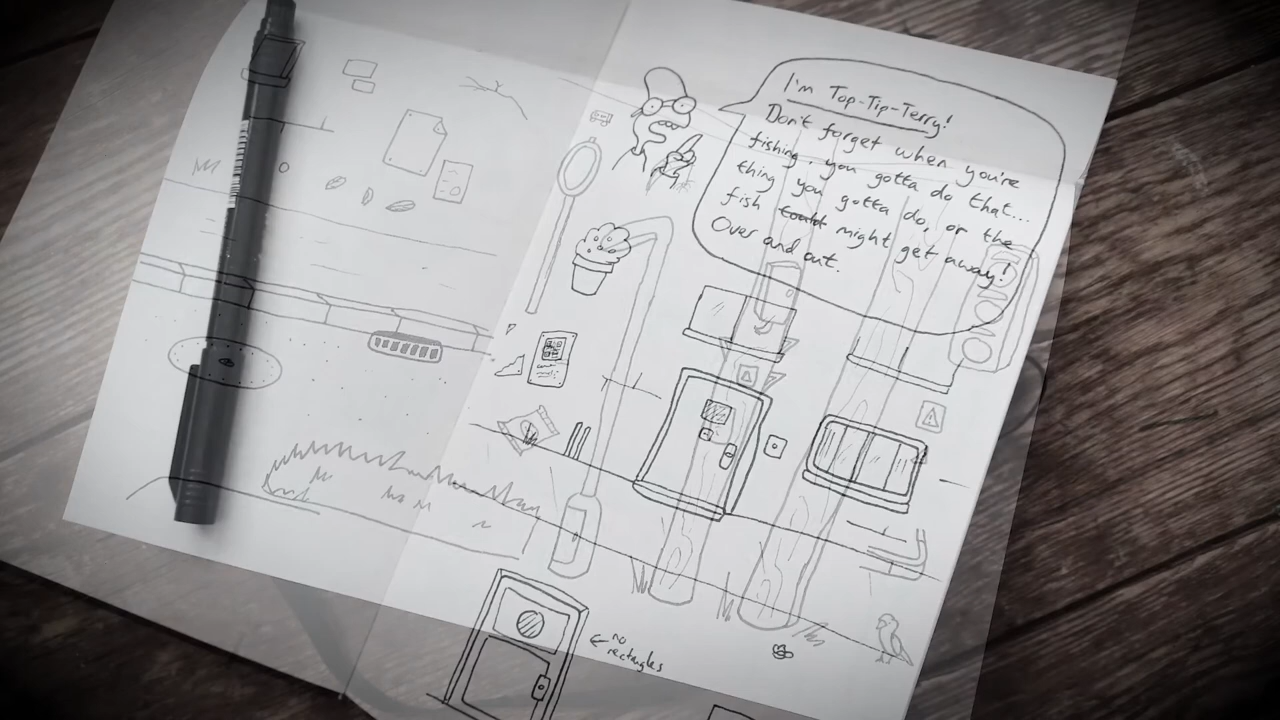 I'm Top-Tip-Terry!
Don't forget when you're
fishing, you gotta do that...
thing you gotta do, or the
fish could might get away!
Over and out.
← no
rectangles